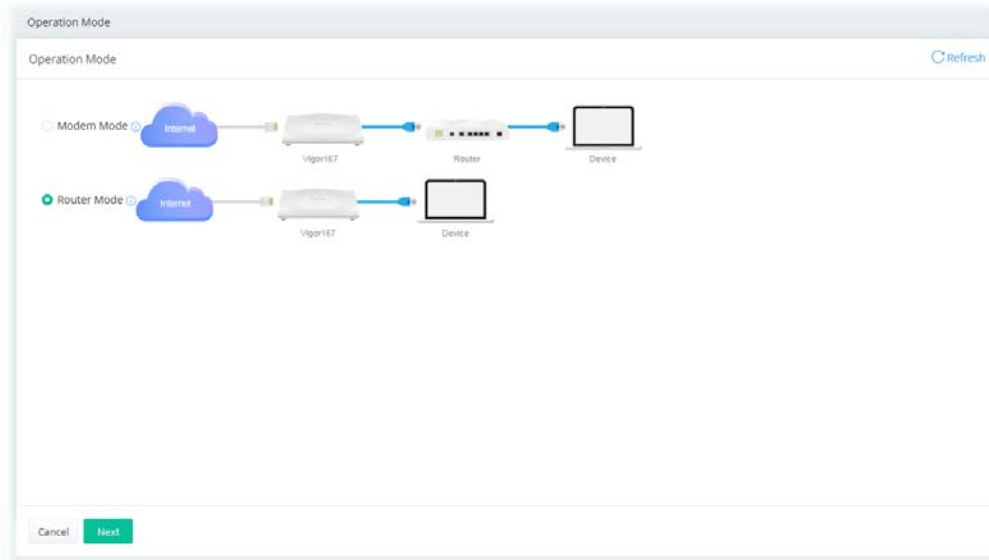 Operation Mode
Operation Mode
Refresh
Modem Mode
Internet
Vigor167
Router
Device
Router Mode
Internet
Vigor167
Device
Cancel
Next